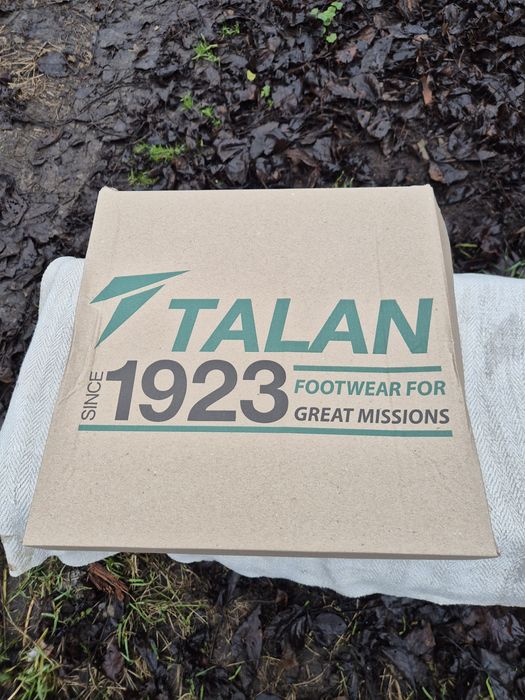 TALAN
SINCE 1923 FOOTWEAR FOR
GREAT MISSIONS